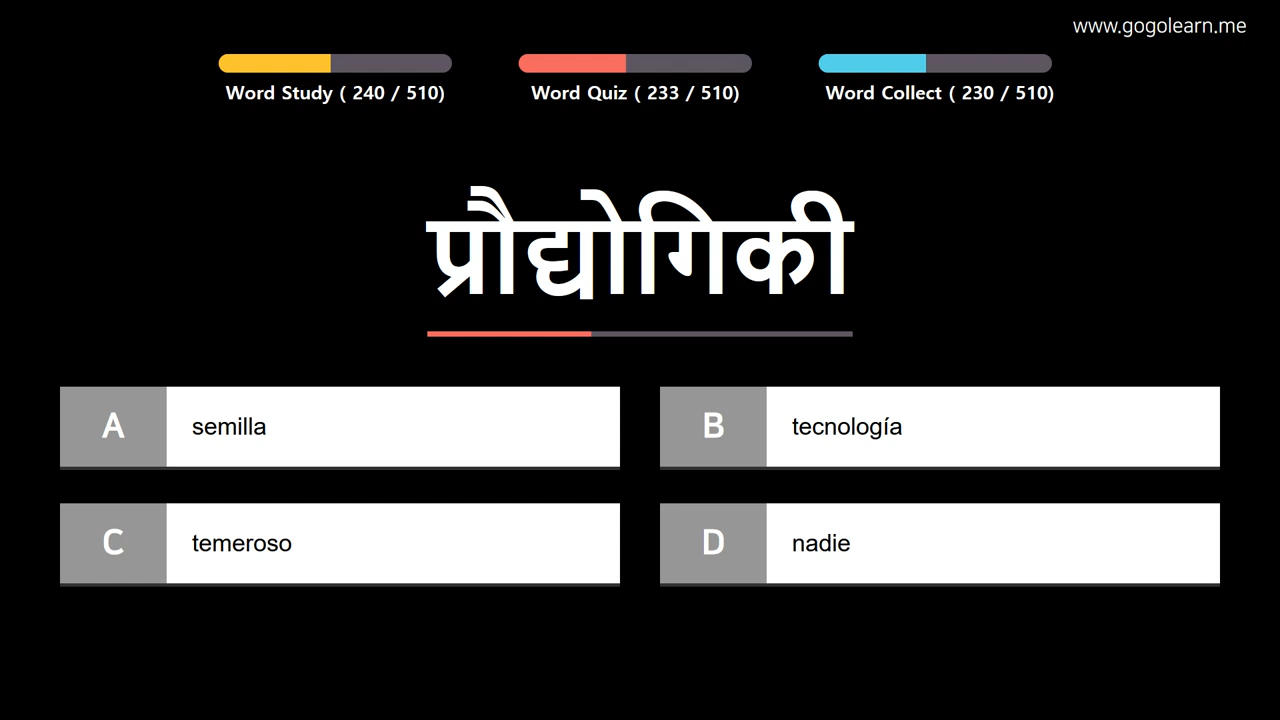 www.gogolearn.me
Word Study ( 240 / 510)
Word Quiz ( 233 / 510)
Word Collect ( 230 / 510)
प्रौद्योगिकी
A semilla
B tecnología
C temeroso
D nadie